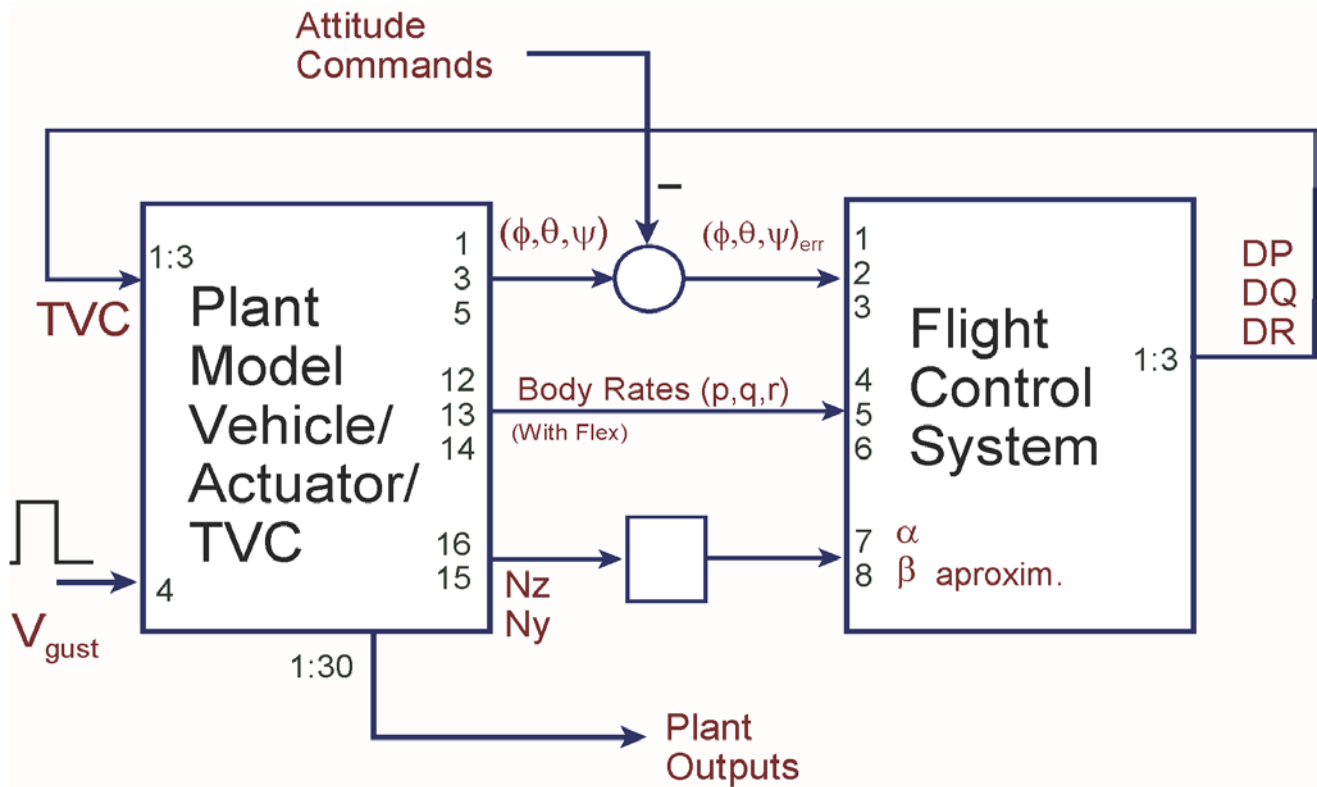 Attitude
Commands
–
1:3
TVC
Plant
Model
Vehicle/
Actuator/
TVC
4
V gust
1
3
5
(ϕ,θ,ψ)
(ϕ,θ,ψ)err
12
13
14
Body Rates (p,q,r)
(With Flex)
16
15
Nz
Ny
1:30
Plant
Outputs
1
2
3
4
5
6
7 α
8 β aproxim.
Flight
Control
System
1:3
DP
DQ
DR